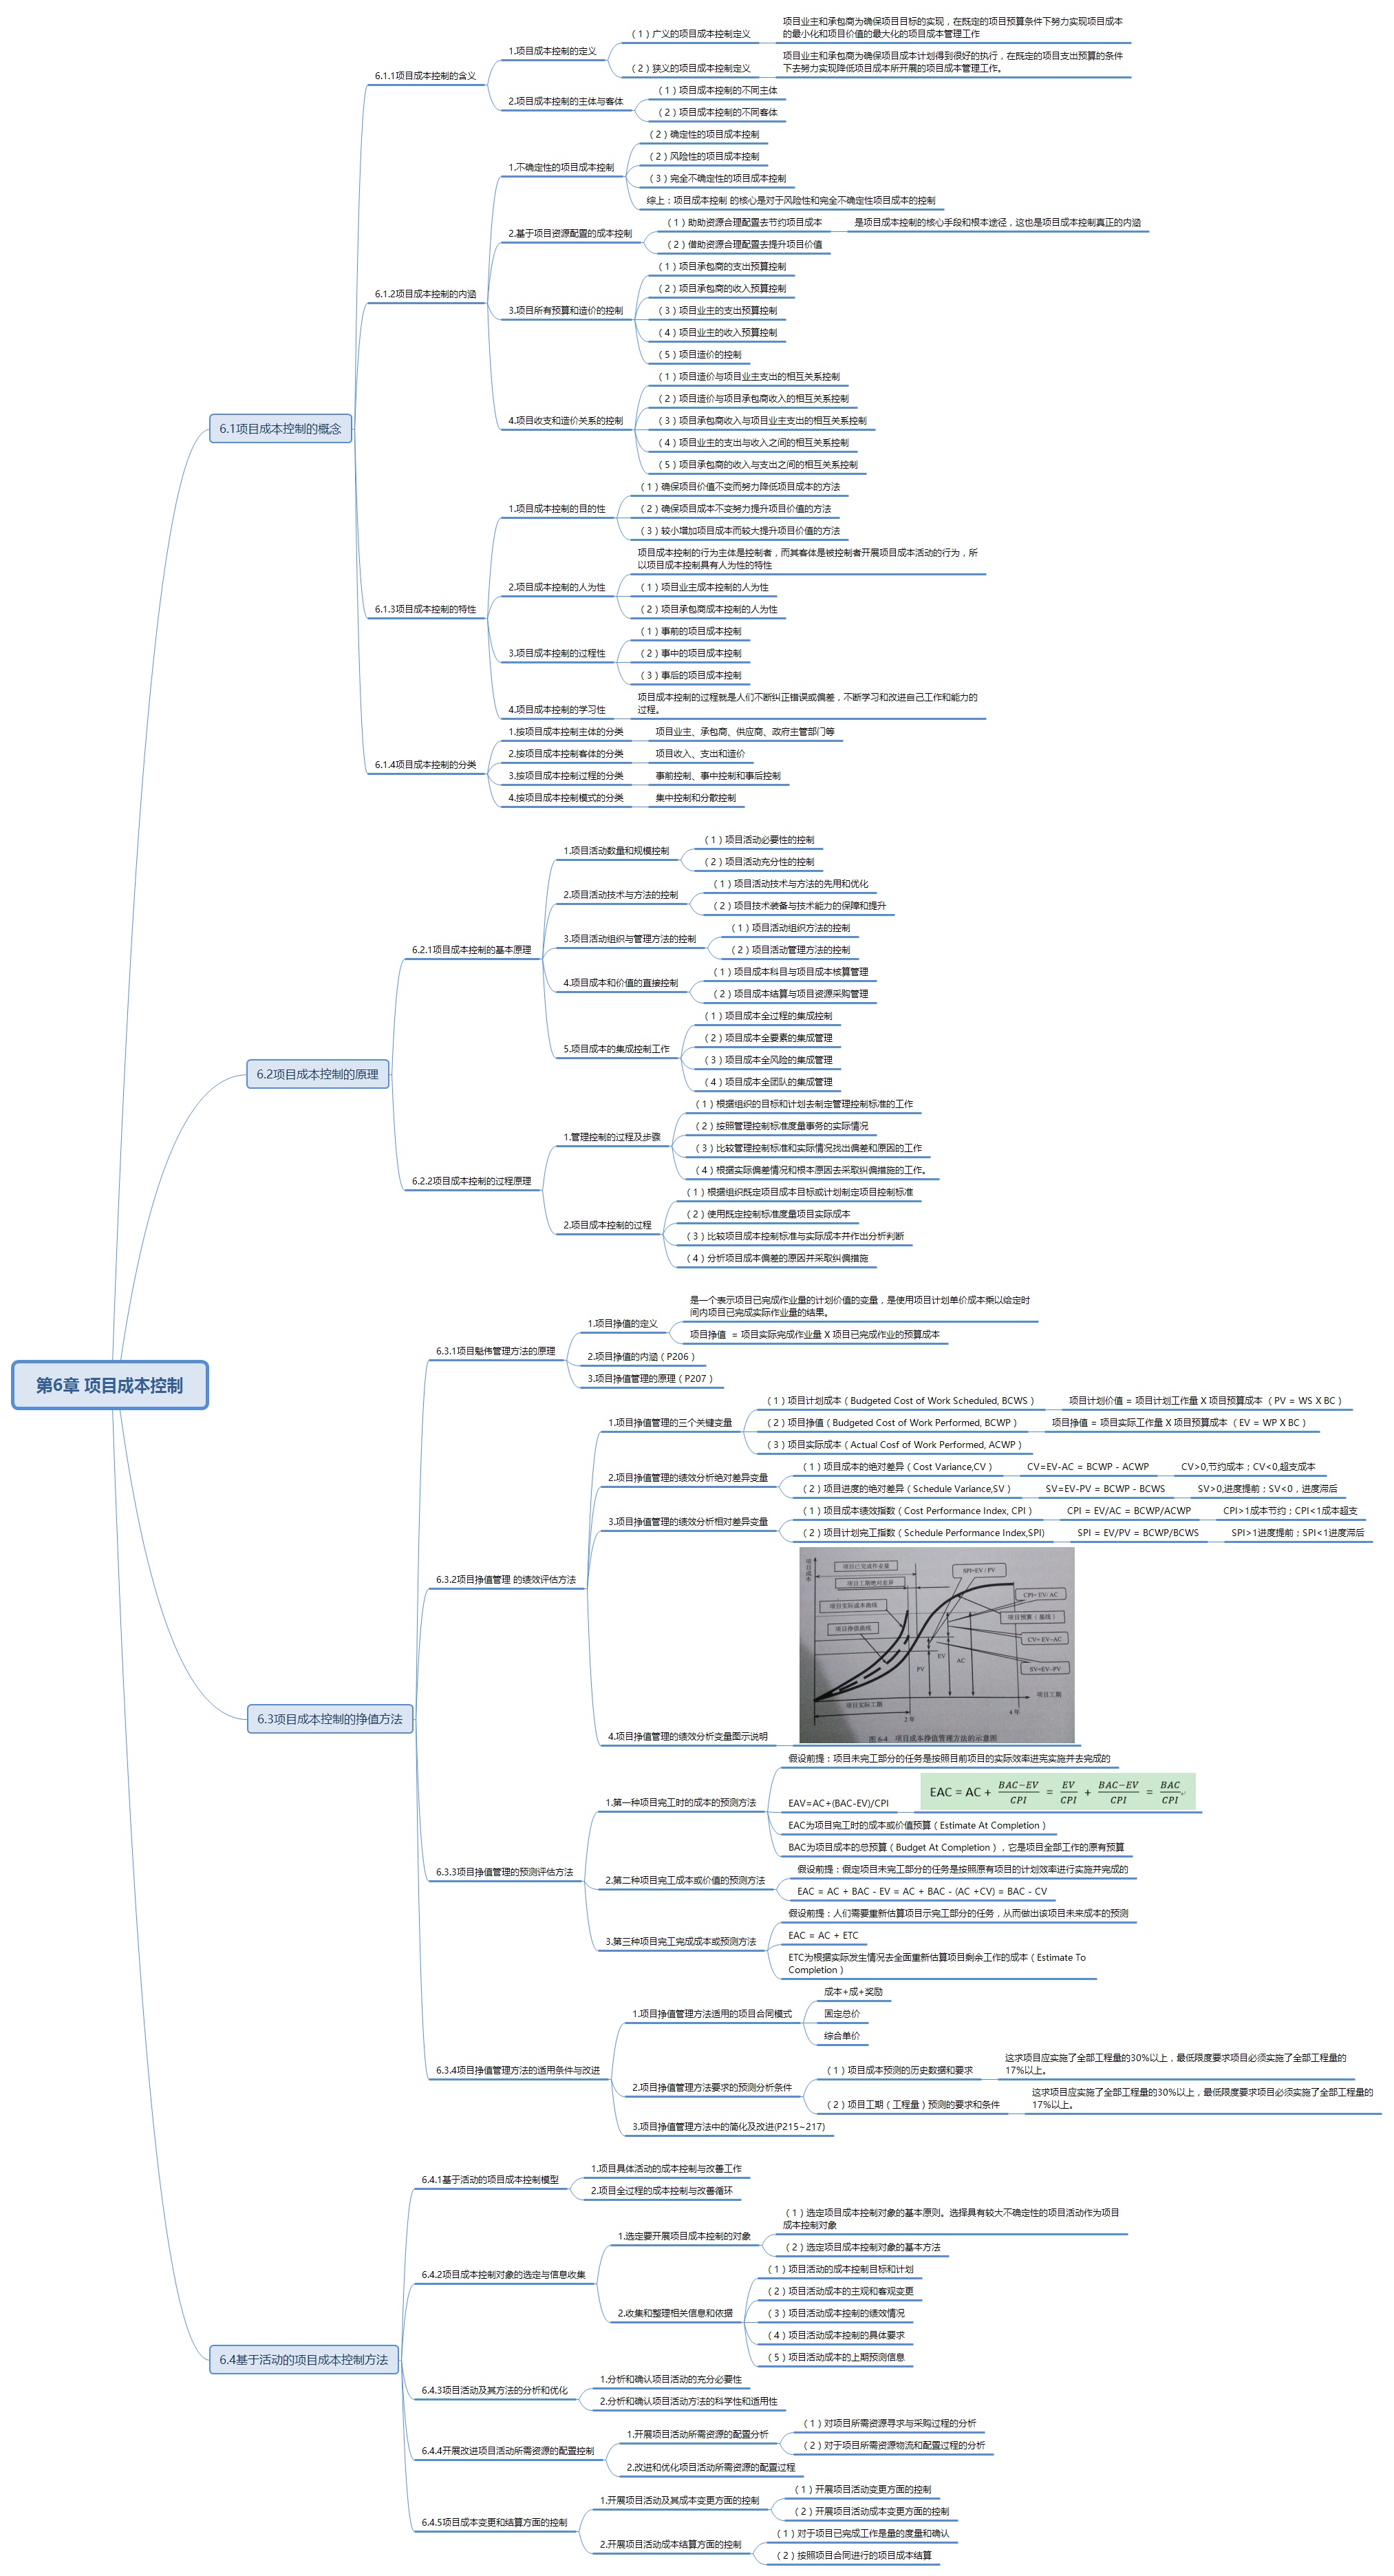 第6章 项目成本控制
6.1项目成本控制的概念
6.1.1项目成本控制的含义
1.项目成本控制的定义
（1）广义的项目成本控制定义
项目业主和承包商为确保项目目标的实现，在既定的项目预算条件下努力实现项目成本
的最小化和项目价值的最大化的项目成本管理工作
（2）狭义的项目成本控制定义
项目业主和承包商为确保项目成本计划得到很好的执行，在既定的项目支出预算的条件
下去努力实现降低项目成本所开展的项目成本管理工作。
2.项目成本控制的主体与客体
（1）项目成本控制的不同主体
（2）项目成本控制的不同客体
6.1.2项目成本控制的内涵
1.不确定性的项目成本控制
（2）确定性的项目成本控制
（2）风险性的项目成本控制
（3）完全不确定性的项目成本控制
综上：项目成本控制 的核心是对于风险性和完全不确定性项目成本的控制
2.基于项目资源配置的成本控制
（1）助助资源合理配置去节约项目成本
是项目成本控制的核心手段和根本途径，这也是项目成本控制真正的内涵
（2）借助资源合理配置去提升项目价值
3.项目所有预算和造价的控制
（1）项目承包商的支出预算控制
（2）项目承包商的收入预算控制
（3）项目业主的支出预算控制
（4）项目业主的收入预算控制
（5）项目造价的控制
4.项目收支和造价关系的控制
（1）项目造价与项目业主支出的相互关系控制
（2）项目造价与项目承包商收入的相互关系控制
（3）项目承包商收入与项目业主支出的相互关系控制
（4）项目业主的支出与收入之间的相互关系控制
（5）项目承包商的收入与支出之间的相互关系控制
6.1.3项目成本控制的特性
1.项目成本控制的目的性
（1）确保项目价值不变而努力降低项目成本的方法
（2）确保项目成本不变努力提升项目价值的方法
（3）较小增加项目成本而较大提升项目价值的方法
2.项目成本控制的人为性
项目成本控制的行为主体是控制者，而其客体是被控制者开展项目成本活动的行为，所
以项目成本控制具有人为性的特性
（1）项目业主成本控制的人为性
（2）项目承包商成本控制的人为性
3.项目成本控制的过程性
（1）事前的项目成本控制
（2）事中的项目成本控制
（3）事后的项目成本控制
4.项目成本控制的学习性
项目成本控制的过程就是人们不断纠正错误或偏差，不断学习和改进自己工作和能力的
过程。
6.1.4项目成本控制的分类
1.按项目成本控制主体的分类
项目业主、承包商、供应商、政府主管部门等
2.按项目成本控制客体的分类
项目收入、支出和造价
3.按项目成本控制过程的分类
事前控制、事中控制和事后控制
4.按项目成本控制模式的分类
集中控制和分散控制
6.2项目成本控制的原理
6.2.1项目成本控制的基本原理
1.项目活动数量和规模控制
（1）项目活动必要性的控制
（2）项目活动充分性的控制
2.项目活动技术与方法的控制
（1）项目活动技术与方法的先用和优化
（2）项目技术装备与技术能力的保障和提升
3.项目活动组织与管理方法的控制
（1）项目活动组织方法的控制
（2）项目活动管理方法的控制
4.项目成本和价值的直接控制
（1）项目成本科目与项目成本核算管理
（2）项目成本结算与项目资源采购管理
5.项目成本的集成控制工作
（1）项目成本全过程的集成控制
（2）项目成本全要素的集成管理
（3）项目成本全风险的集成管理
（4）项目成本全团队的集成管理
6.2.2项目成本控制的过程原理
1.管理控制的过程及步骤
（1）根据组织的目标和计划去制定管理控制标准的工作
（2）按照管理控制标准度量事务的实际情况
（3）比较管理控制标准和实际情况找出偏差和原因的工作
（4）根据实际偏差情况和根本原因去采取纠偏措施的工作。
2.项目成本控制的过程
（1）根据组织既定项目成本目标或计划制定项目控制标准
（2）使用既定控制标准度量项目实际成本
（3）比较项目成本控制标准与实际成本并作出分析判断
（4）分析项目成本偏差的原因并采取纠偏措施
6.3项目成本控制的挣值方法
6.3.1项目魁伟管理方法的原理
1.项目挣值的定义
是一个表示项目已完成作业量的计划价值的变量，是使用项目计划单价成本乘以给定时
间内项目已完成实际作业量的结果。
项目挣值 = 项目实际完成作业量 X 项目已完成作业的预算成本
2.项目挣值的内涵（P206）
3.项目挣值管理的原理（P207）
6.3.2项目挣值管理 的绩效评估方法
1.项目挣值管理的三个关键变量
（1）项目计划成本（Budgeted Cost of Work Scheduled, BCWS）
项目计划价值 = 项目计划工作量 X 项目预算成本（PV = WS X BC）
（2）项目挣值（Budgeted Cost of Work Performed, BCWP）
项目挣值 = 项目实际工作量 X 项目预算成本（EV = WP X BC）
（3）项目实际成本（Actual Cosf of Work Performed, ACWP）
2.项目挣值管理的绩效分析绝对差异变量
（1）项目成本的绝对差异（Cost Variance,CV）
CV=EV-AC = BCWP - ACWP
CV>0,节约成本；CV<0,超支成本
（2）项目进度的绝对差异（Schedule Variance,SV）
SV=EV-PV = BCWP - BCWS
SV>0,进度提前；SV<0，进度滞后
3.项目挣值管理的绩效分析相对差异变量
（1）项目成本绩效指数（Cost Performance Index, CPI ）
CPI = EV/AC = BCWP/ACWP
CPI>1成本节约；CPI<1成本超支
（2）项目计划完工指数（Schedule Performance Index,SPI)
SPI = EV/PV = BCWP/BCWS
SPI>1进度提前；SPI<1进度滞后
4.项目挣值管理的绩效分析变量图示说明
项目成本
项目已完成作业量
项目工期绝对差异
项目实际成本曲线
项目挣值曲线
SPI=EV / PV
CPI= EV/ AC
项目预算（基线）
CV= EV-AC
SV=EV-PV
PV
EV
AC
项目工期
项目实际工期
2 年
4 年
图 6-4 项目成本挣值管理方法的示意图
6.3.3项目挣值管理的预测评估方法
1.第一种项目完工时的成本的预测方法
假设前提：项目未完工部分的任务是按照目前项目的实际效率进完实施并去完成的
EAV=AC+(BAC-EV)/CPI
EAC = AC + (BAC−EV)/CPI = EV/CPI + (BAC−EV)/CPI = BAC/CPI
EAC为项目完工时的成本或价值预算（Estimate At Completion）
BAC为项目成本的总预算（Budget At Completion），它是项目全部工作的原有预算
2.第二种项目完工成本或价值的预测方法
假设前提：假定项目未完工部分的任务是按照原有项目的计划效率进行实施并完成的
EAC = AC + BAC - EV = AC + BAC - (AC +CV) = BAC - CV
3.第三种项目完工完成成本或预测方法
假设前提：人们需要重新估算项目示完工部分的任务，从而做出该项目未来成本的预测
EAC = AC + ETC
ETC为根据实际发生情况去全面重新估算项目剩余工作的成本（Estimate To
Completion）
6.3.4项目挣值管理方法的适用条件与改进
1.项目挣值管理方法适用的项目合同模式
成本+成+奖励
固定总价
综合单价
2.项目挣值管理方法要求的预测分析条件
（1）项目成本预测的历史数据和要求
这求项目应实施了全部工程量的30%以上，最低限度要求项目必须实施了全部工程量的
17%以上。
（2）项目工期（工程量）预测的要求和条件
这求项目应实施了全部工程量的30%以上，最低限度要求项目必须实施了全部工程量的
17%以上。
3.项目挣值管理方法中的简化及改进(P215~217)
6.4基于活动的项目成本控制方法
6.4.1基于活动的项目成本控制模型
1.项目具体活动的成本控制与改善工作
2.项目全过程的成本控制与改善循环
6.4.2项目成本控制对象的选定与信息收集
1.选定要开展项目成本控制的对象
（1）选定项目成本控制对象的基本原则。选择具有较大不确定性的项目活动作为项目
成本控制对象
（2）选定项目成本控制对象的基本方法
2.收集和整理相关信息和依据
（1）项目活动的成本控制目标和计划
（2）项目活动成本的主观和客观变更
（3）项目活动成本控制的绩效情况
（4）项目活动成本控制的具体要求
（5）项目活动成本的上期预测信息
6.4.3项目活动及其方法的分析和优化
1.分析和确认项目活动的充分必要性
2.分析和确认项目活动方法的科学性和适用性
6.4.4开展改进项目活动所需资源的配置控制
1.开展项目活动所需资源的配置分析
（1）对项目所需资源寻求与采购过程的分析
（2）对于项目所需资源物流和配置过程的分析
2.改进和优化项目活动所需资源的配置过程
6.4.5项目成本变更和结算方面的控制
1.开展项目活动及其成本变更方面的控制
（1）开展项目活动变更方面的控制
（2）开展项目活动成本变更方面的控制
2.开展项目活动成本结算方面的控制
（1）对于项目已完成工作是量的度量和确认
（2）按照项目合同进行的项目成本结算